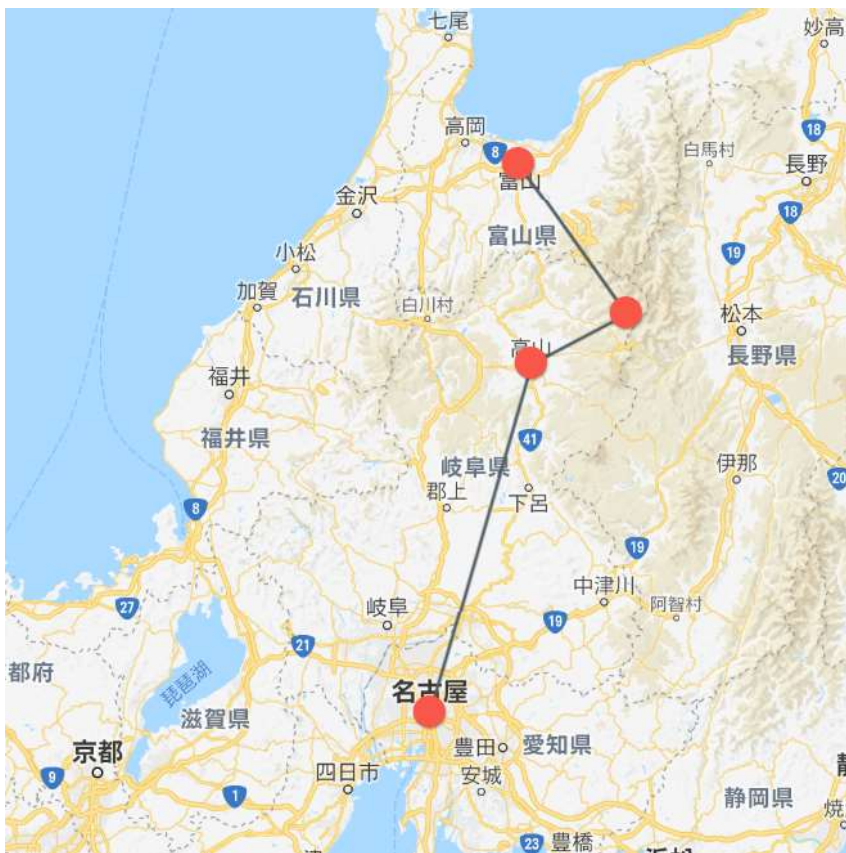 七尾
妙高
高岡
8
18
白馬村
長野
富山
金沢
18
富山県
19
小松
石川県
加賀
白川村
松本
高山
長野県
福井
福井県
41
岐阜県
伊那
20
郡上
下呂
8
19
中津川
27
岐阜
阿智村
19
21
都府
琵琶湖
名古屋
滋賀県
京都
豊田
愛知県
9
四日市
安城
1
静岡県
焼
23
豊橋